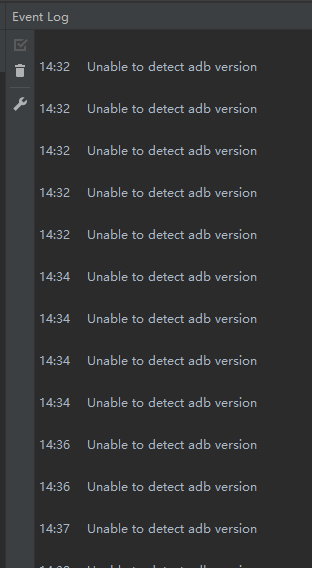 Event Log
14:32 Unable to detect adb version
14:32 Unable to detect adb version
14:32 Unable to detect adb version
14:32 Unable to detect adb version
14:32 Unable to detect adb version
14:34 Unable to detect adb version
14:34 Unable to detect adb version
14:34 Unable to detect adb version
14:34 Unable to detect adb version
14:36 Unable to detect adb version
14:36 Unable to detect adb version
14:37 Unable to detect adb version